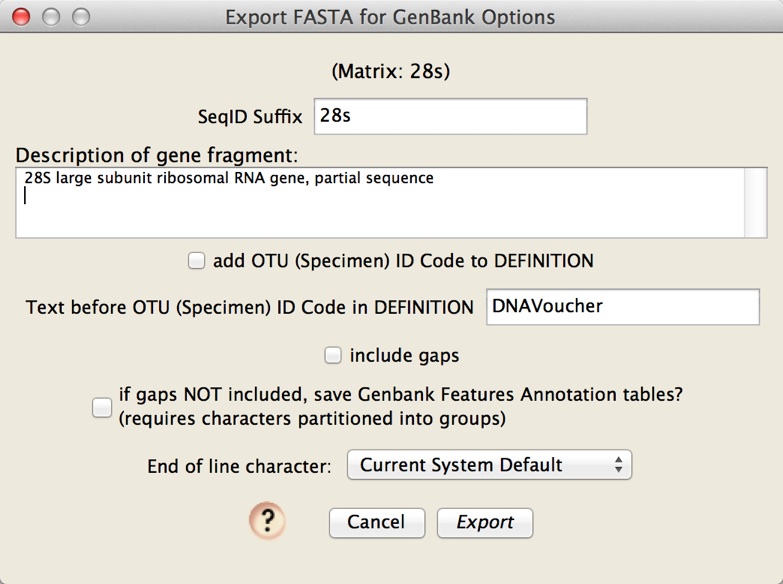 Export FASTA for GenBank Options
(Matrix: 28s)
SeqID Suffix 28s
Description of gene fragment:
28S large subunit ribosomal RNA gene, partial sequence
add OTU (Specimen) ID Code to DEFINITION
Text before OTU (Specimen) ID Code in DEFINITION DNAVoucher
include gaps
if gaps NOT included, save Genbank Features Annotation tables?
(requires characters partitioned into groups)
End of line character: Current System Default
? Cancel Export